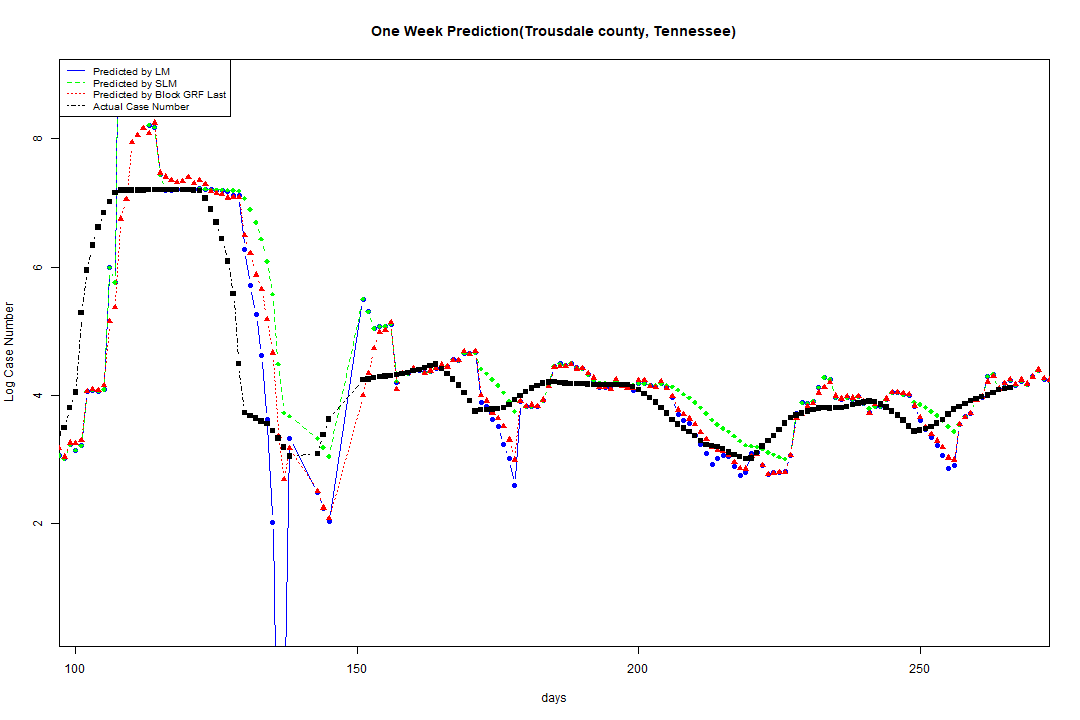 One Week Prediction(Trousdale county, Tennessee)
Predicted by LM
Predicted by SLM
Predicted by Block GRF Last
Actual Case Number
8
6
4
2
Log Case Number
100 150 200 250
days